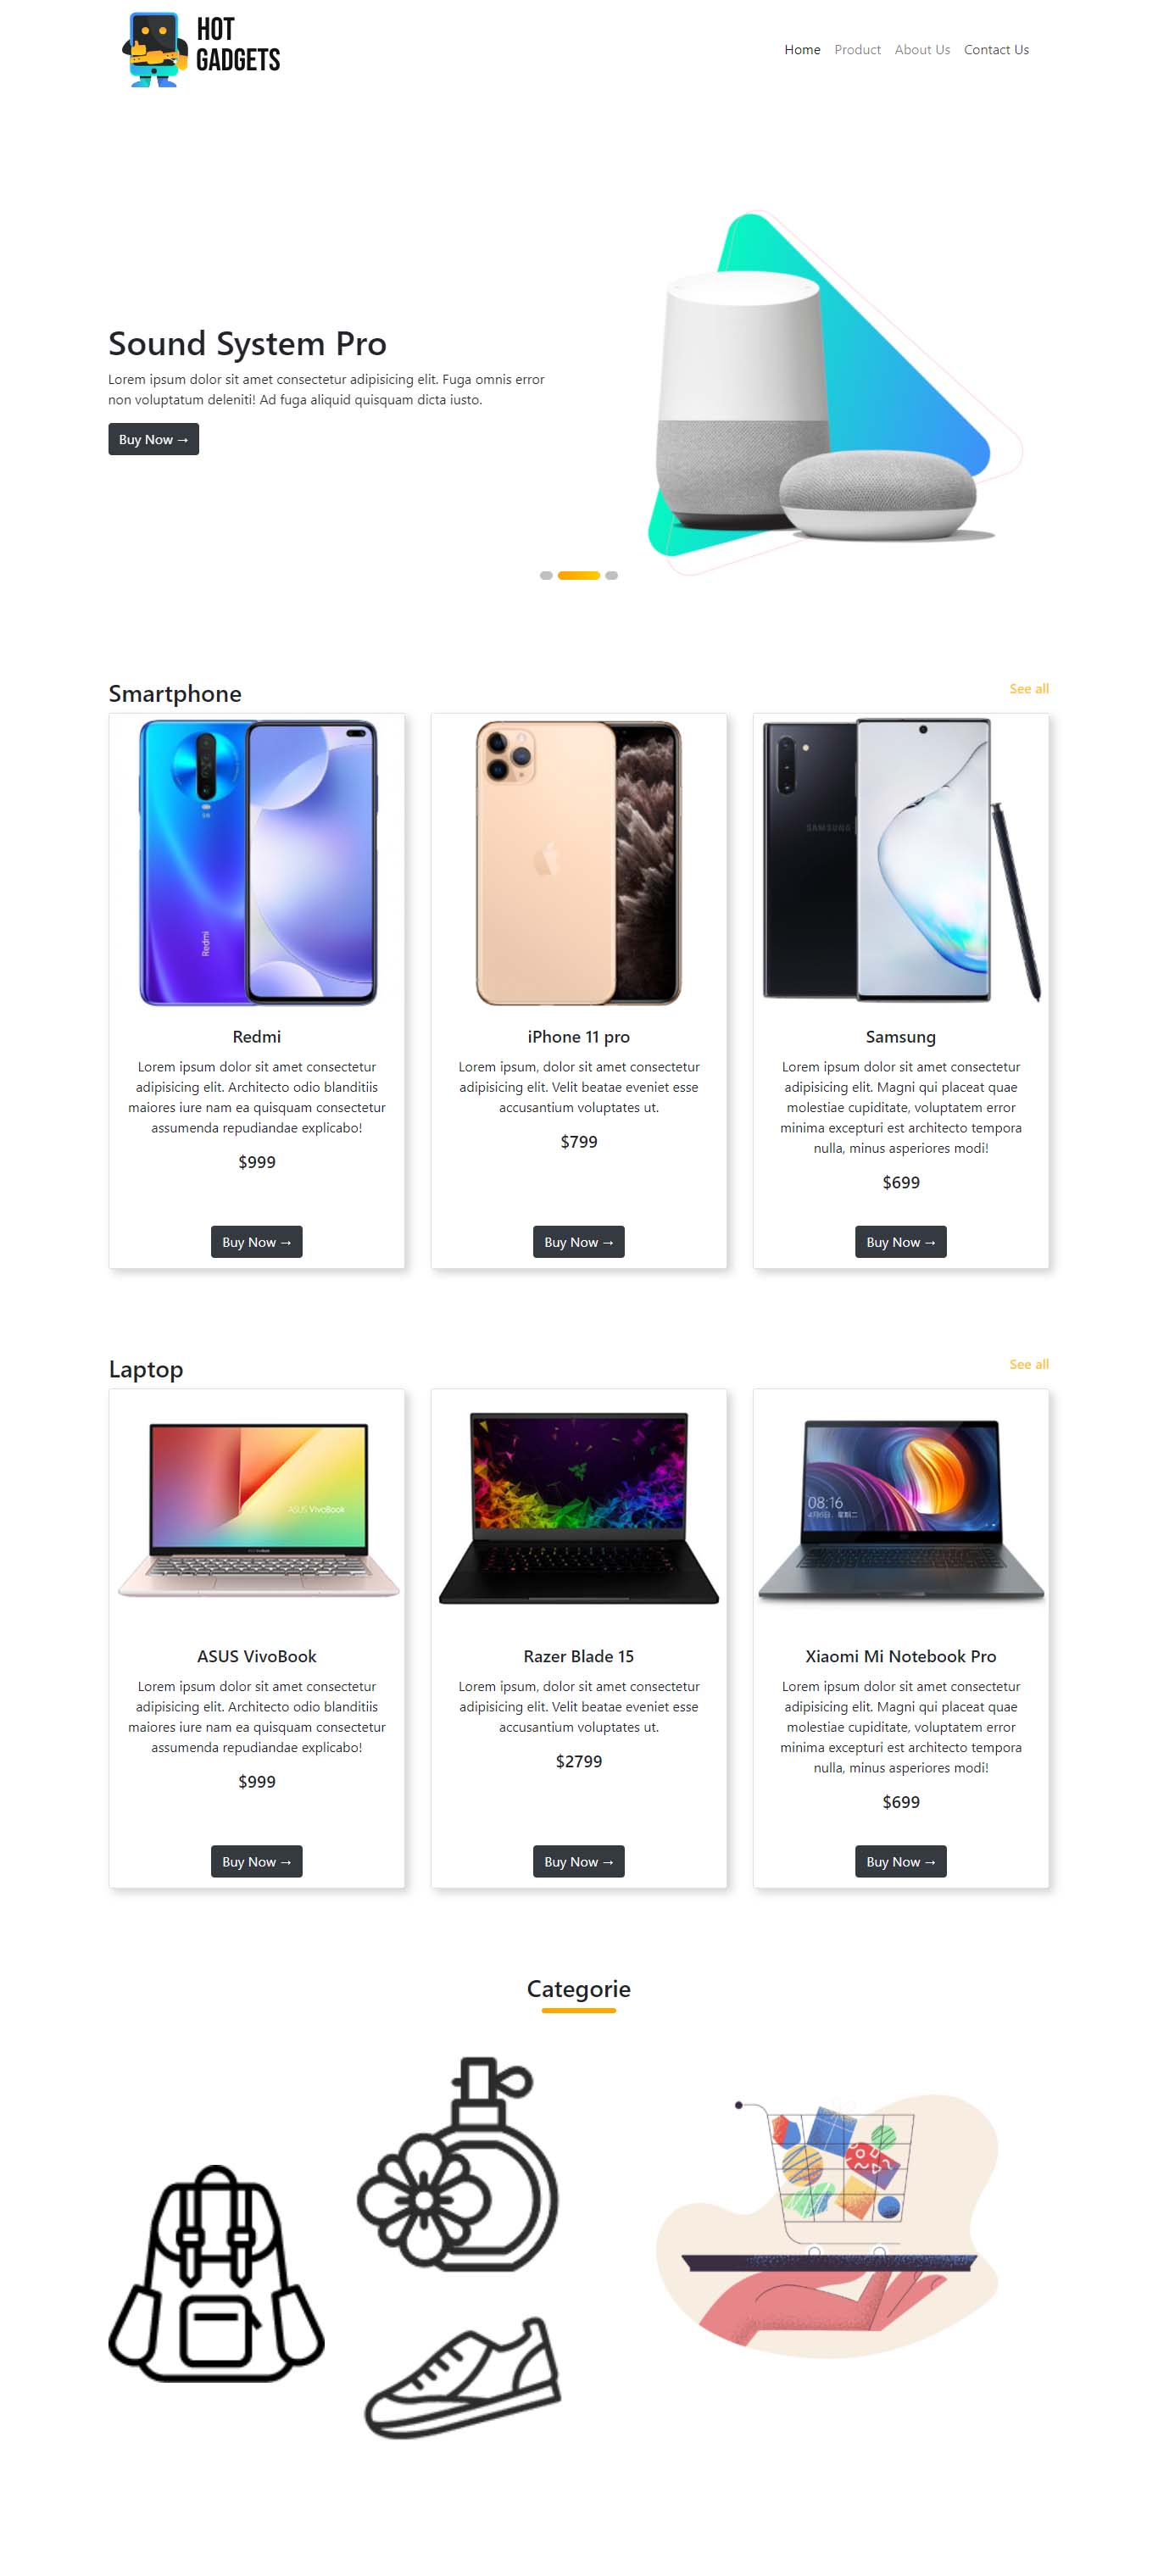 HOT
GADGETS
Home Product About Us Contact Us
Sound System Pro
Lorem ipsum dolor sit amet consectetur adipisicing elit. Fuga omnis error
non voluptatum deleniti! Ad fuga aliquid quisquam dicta iusto.
Buy Now →
Smartphone
See all
Redmi
SAMSUNG
Redmi
Lorem ipsum dolor sit amet consectetur
adipisicing elit. Architecto odio blanditiis
maiores iure nam ea quisquam consectetur
assumenda repudiandae explicabo!
$999
Buy Now →
iPhone 11 pro
Lorem ipsum, dolor sit amet consectetur
adipisicing elit. Velit beatae eveniet esse
accusantium voluptates ut.
$799
Buy Now →
Samsung
Lorem ipsum dolor sit amet consectetur
adipisicing elit. Magni qui placeat quae
molestiae cupiditate, voluptatem error
minima excepturi est architecto tempora
nulla, minus asperiores modi!
$699
Buy Now →
Laptop
See all
ASUS VivoBook
08:16
ASUS VivoBook
Lorem ipsum dolor sit amet consectetur
adipisicing elit. Architecto odio blanditiis
maiores iure nam ea quisquam consectetur
assumenda repudiandae explicabo!
$999
Buy Now →
Razer Blade 15
Lorem ipsum, dolor sit amet consectetur
adipisicing elit. Velit beatae eveniet esse
accusantium voluptates ut.
$2799
Buy Now →
Xiaomi Mi Notebook Pro
Lorem ipsum dolor sit amet consectetur
adipisicing elit. Magni qui placeat quae
molestiae cupiditate, voluptatem error
minima excepturi est architecto tempora
nulla, minus asperiores modi!
$699
Buy Now →
Categorie